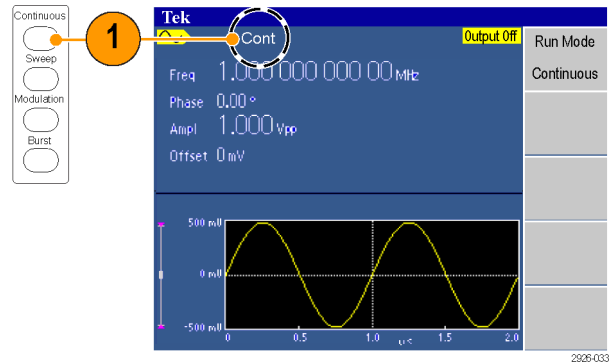 Continuous
Sweep
Modulation
Burst
1
Tek
Cont
Output Off
Freq 1.000 000 000 00 MHz
Phase 0.00 °
Ampl 1.000 Vpp
Offset 0 mV
Run Mode
Continuous
500 mV
0 mV
-500 mV
0 0.5 1.0 1.5 2.0
2926-033